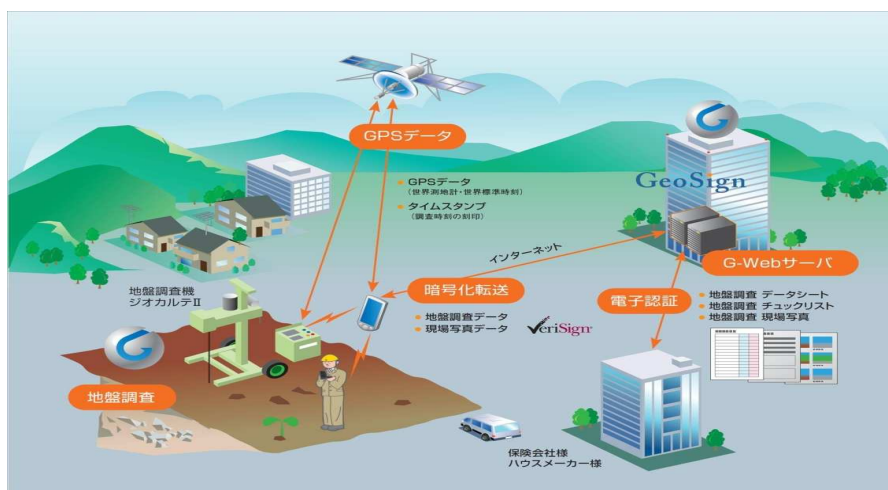 GPSデータ
GPSデータ
(世界測地計・世界標準時刻)
タイムスタンプ
(調査時刻の刻印)
GeoSign
インターネット
G-Webサーバ
地盤調査機
ジオカルテⅡ
暗号化転送
地盤調査データ
現場写真データ
VeriSign
電子認証
地盤調査 データシート
地盤調査 チェックリスト
地盤調査 現場写真
地盤調査
保険会社様
ハウスメーカー様